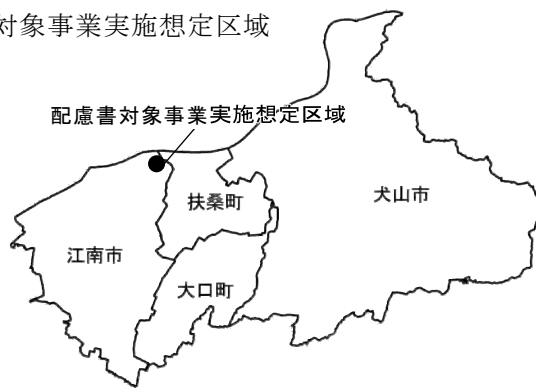 対象事業実施想定区域
配慮書対象事業実施想定区域
扶桑町
犬山市
江南市
大口町